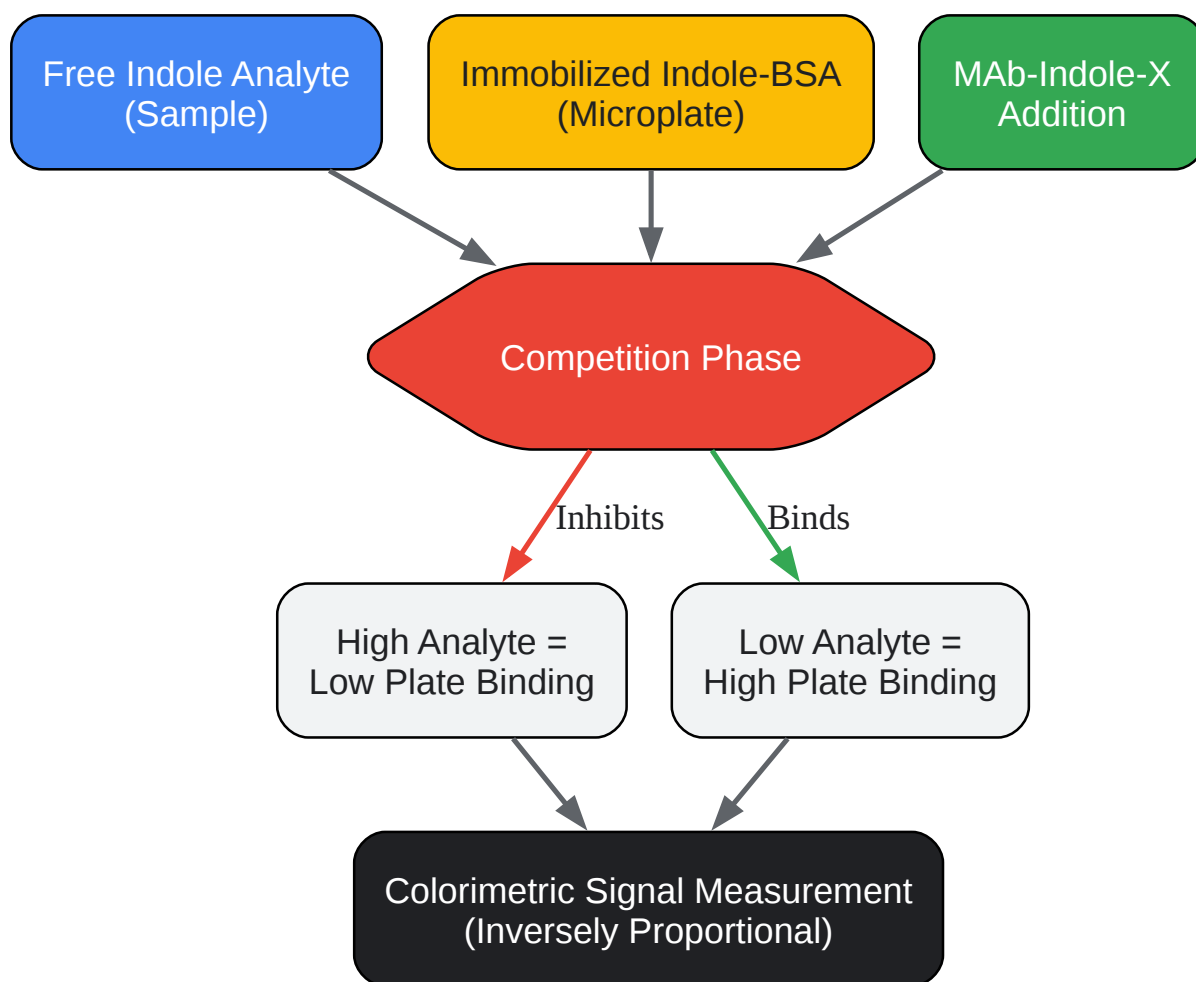 Free Indole Analyte
(Sample)
Immobilized Indole-BSA
(Microplate)
MAb-Indole-X
Addition
Competition Phase
Inhibits
Binds
High Analyte =
Low Plate Binding
Low Analyte =
High Plate Binding
Colorimetric Signal Measurement
(Inversely Proportional)